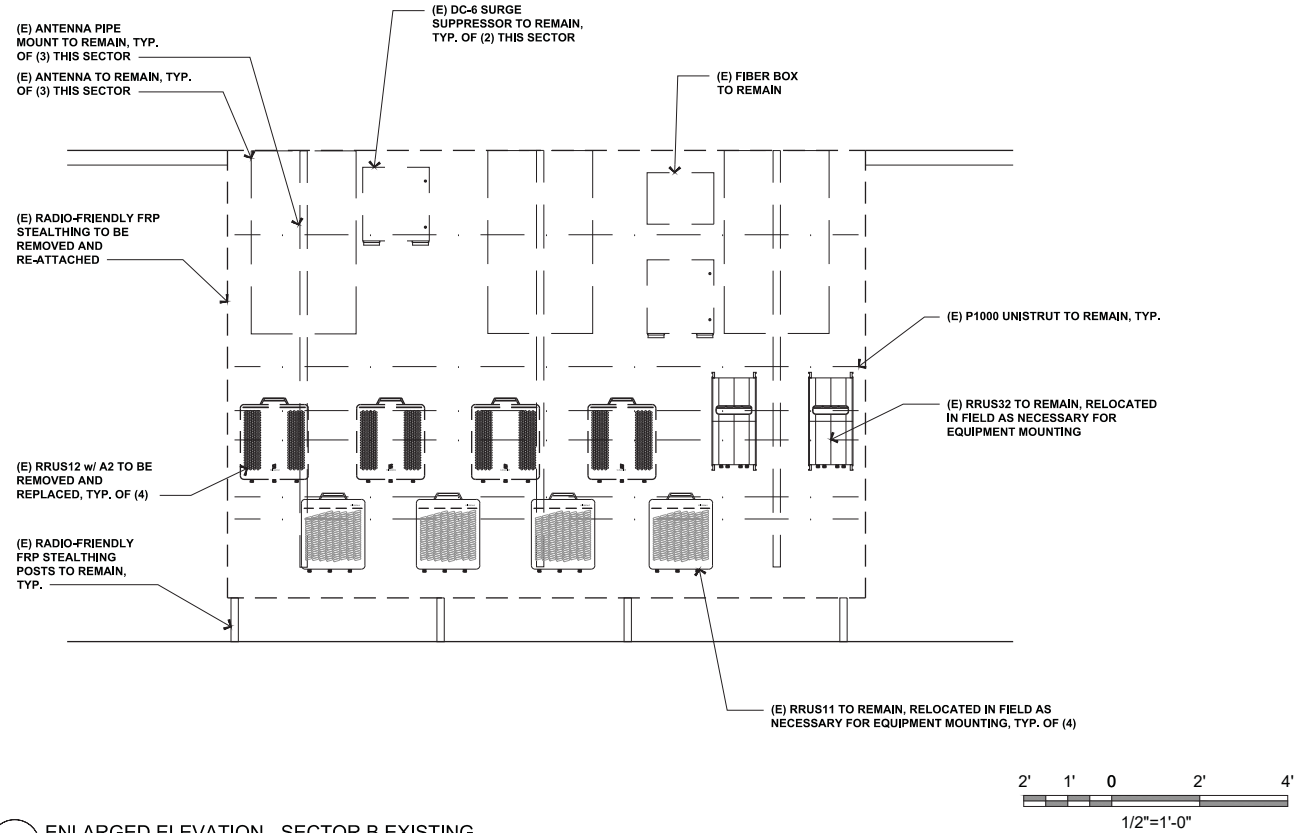 (E) ANTENNA PIPE
MOUNT TO REMAIN, TYP.
OF (3) THIS SECTOR
(E) ANTENNA TO REMAIN, TYP.
OF (3) THIS SECTOR
(E) DC-6 SURGE
SUPPRESSOR TO REMAIN,
TYP. OF (2) THIS SECTOR
(E) FIBER BOX
TO REMAIN
(E) RADIO-FRIENDLY FRP
STEALTHING TO BE
REMOVED AND
RE-ATTACHED
(E) P1000 UNISTRUT TO REMAIN, TYP.
(E) RRUS32 TO REMAIN, RELOCATED
IN FIELD AS NECESSARY FOR
EQUIPMENT MOUNTING
(E) RRUS12 w/ A2 TO BE
REMOVED AND
REPLACED, TYP. OF (4)
(E) RADIO-FRIENDLY
FRP STEALTHING
POSTS TO REMAIN,
TYP.
(E) RRUS11 TO REMAIN, RELOCATED IN FIELD AS
NECESSARY FOR EQUIPMENT MOUNTING, TYP. OF (4)
2' 1' 0 2' 4'
1/2"=1'-0"
ENLARGED ELEVATION - SECTOR B EXISTING